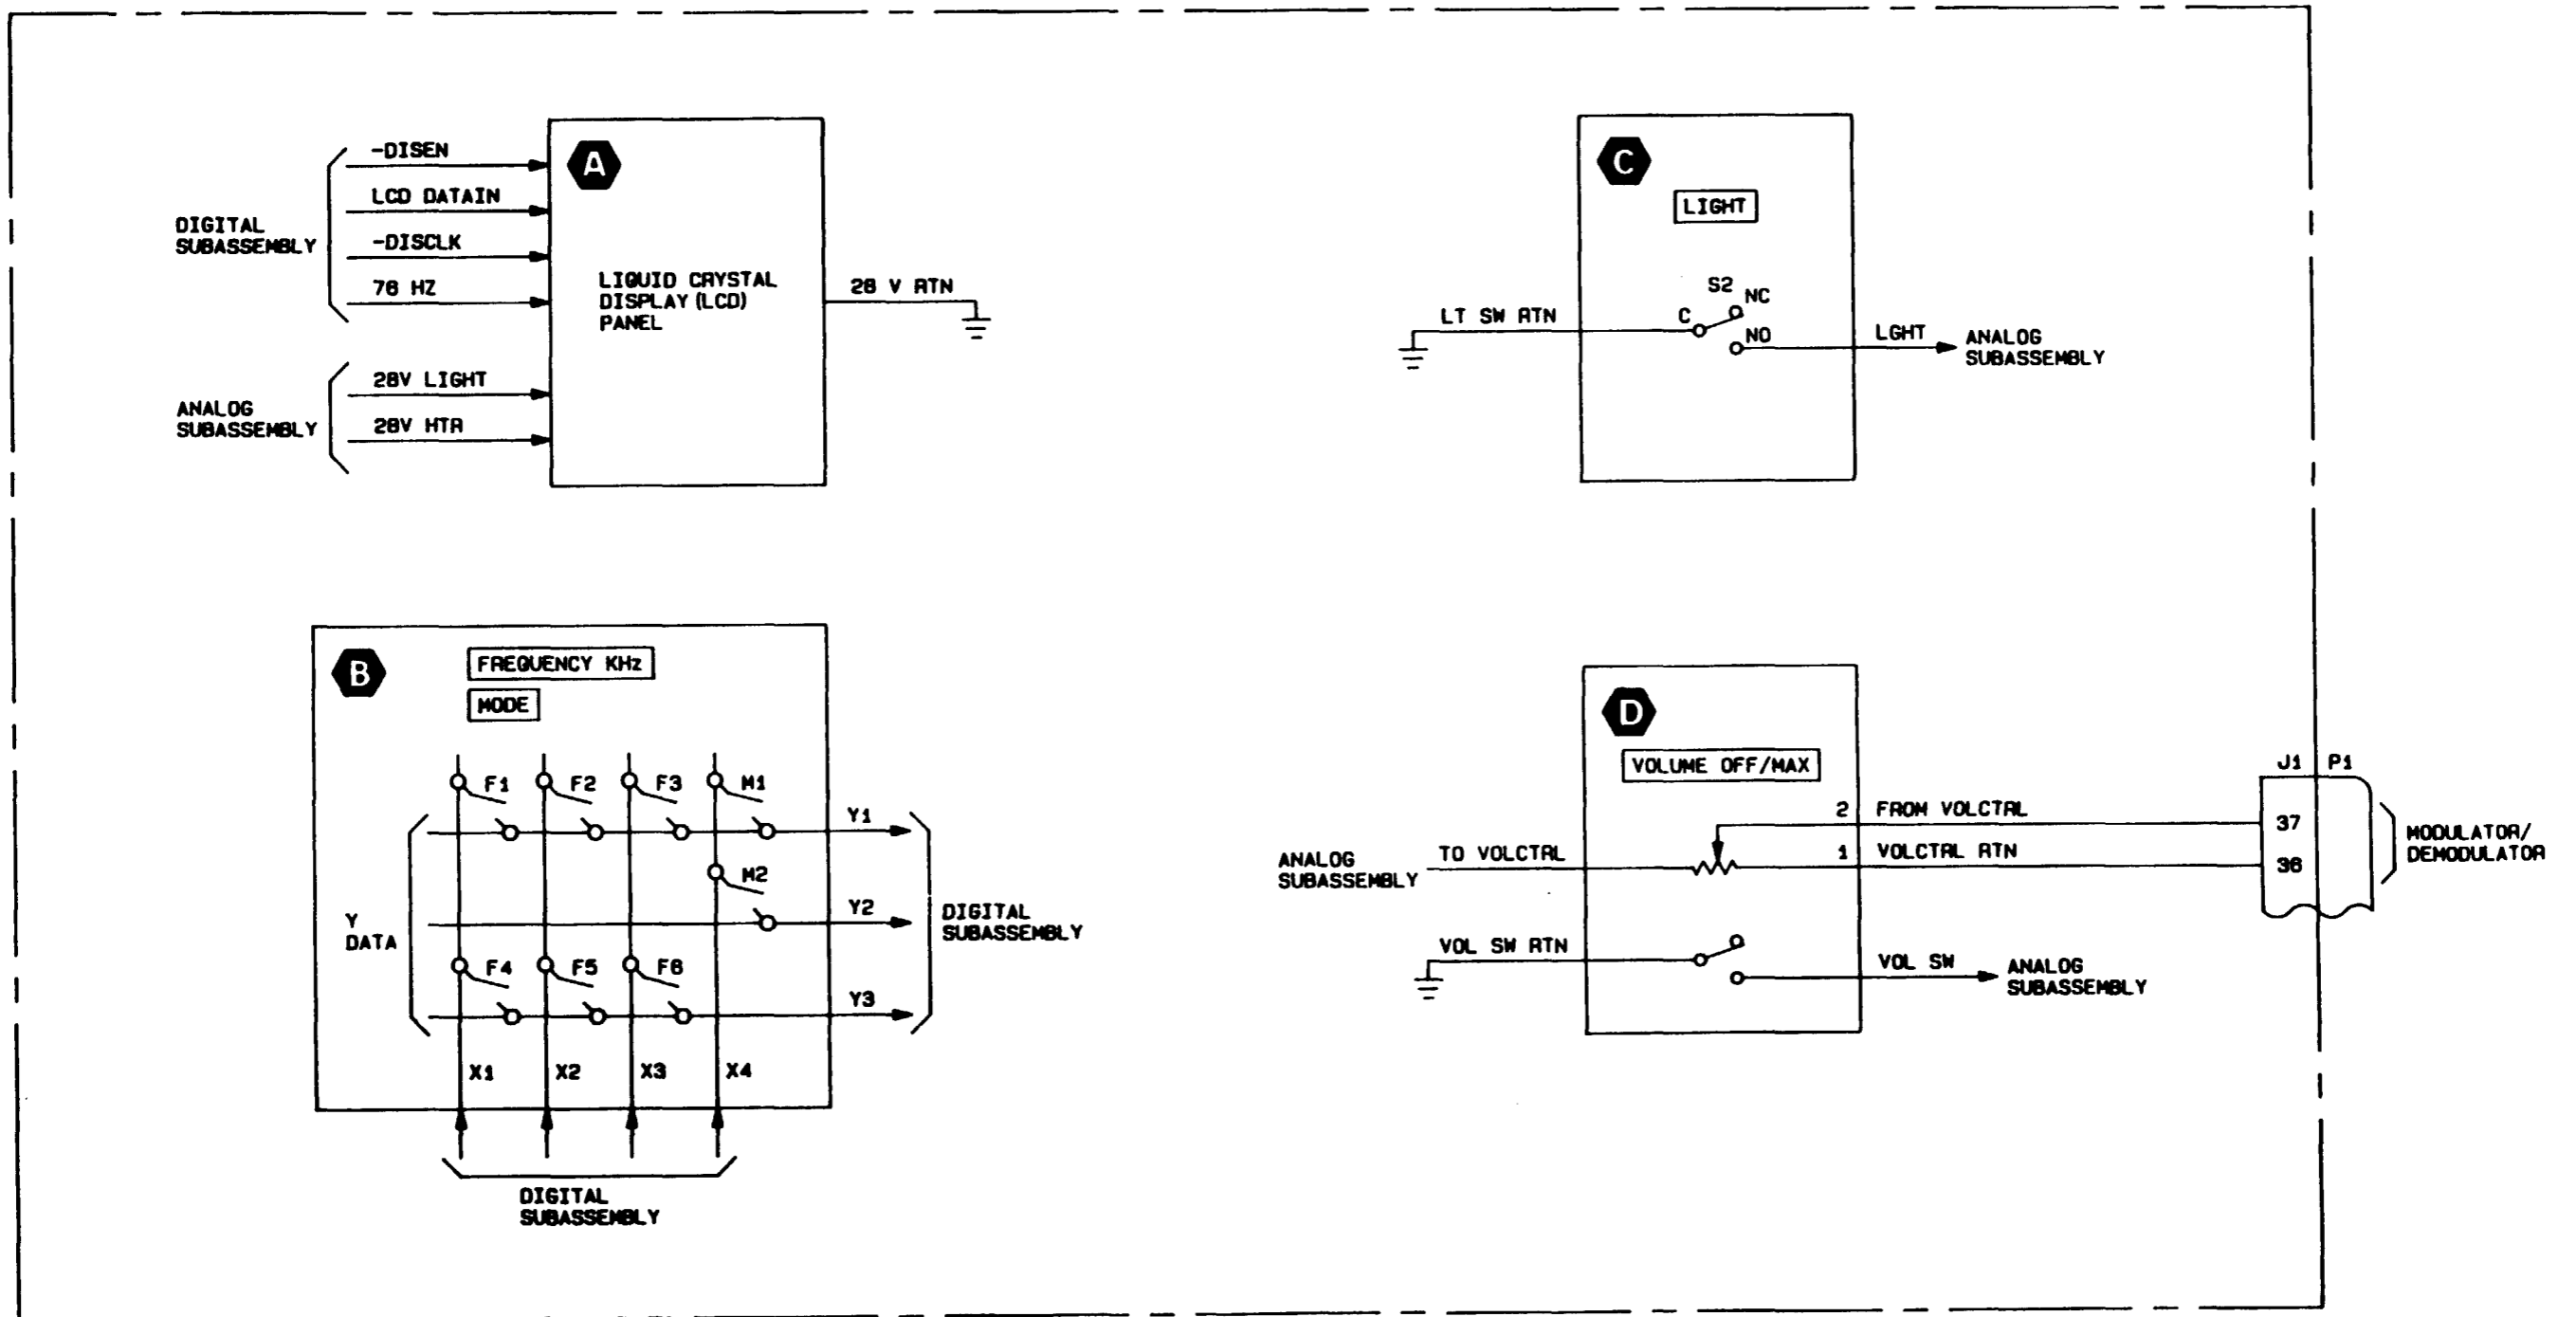 A
-DISEN
LCD DATAIN
-DISCLK
76 HZ
DIGITAL
SUBASSEMBLY
LIQUID CRYSTAL
DISPLAY (LCD)
PANEL
28 V RTN
28V LIGHT
28V HTR
ANALOG
SUBASSEMBLY
C
LIGHT
S2
NC
C
NO
LT SW RTN
LGHT
ANALOG
SUBASSEMBLY
B
FREQUENCY KHz
MODE
F1
F2
F3
M1
Y1
M2
Y
DATA
Y2
DIGITAL
SUBASSEMBLY
F4
F5
F6
Y3
X1
X2
X3
X4
DIGITAL
SUBASSEMBLY
D
VOLUME OFF/MAX
J1
P1
2
FROM VOLCTRL
37
TO VOLCTRL
1
VOLCTRL RTN
36
ANALOG
SUBASSEMBLY
MODULATOR/
DEMODULATOR
VOL SW RTN
VOL SW
ANALOG
SUBASSEMBLY